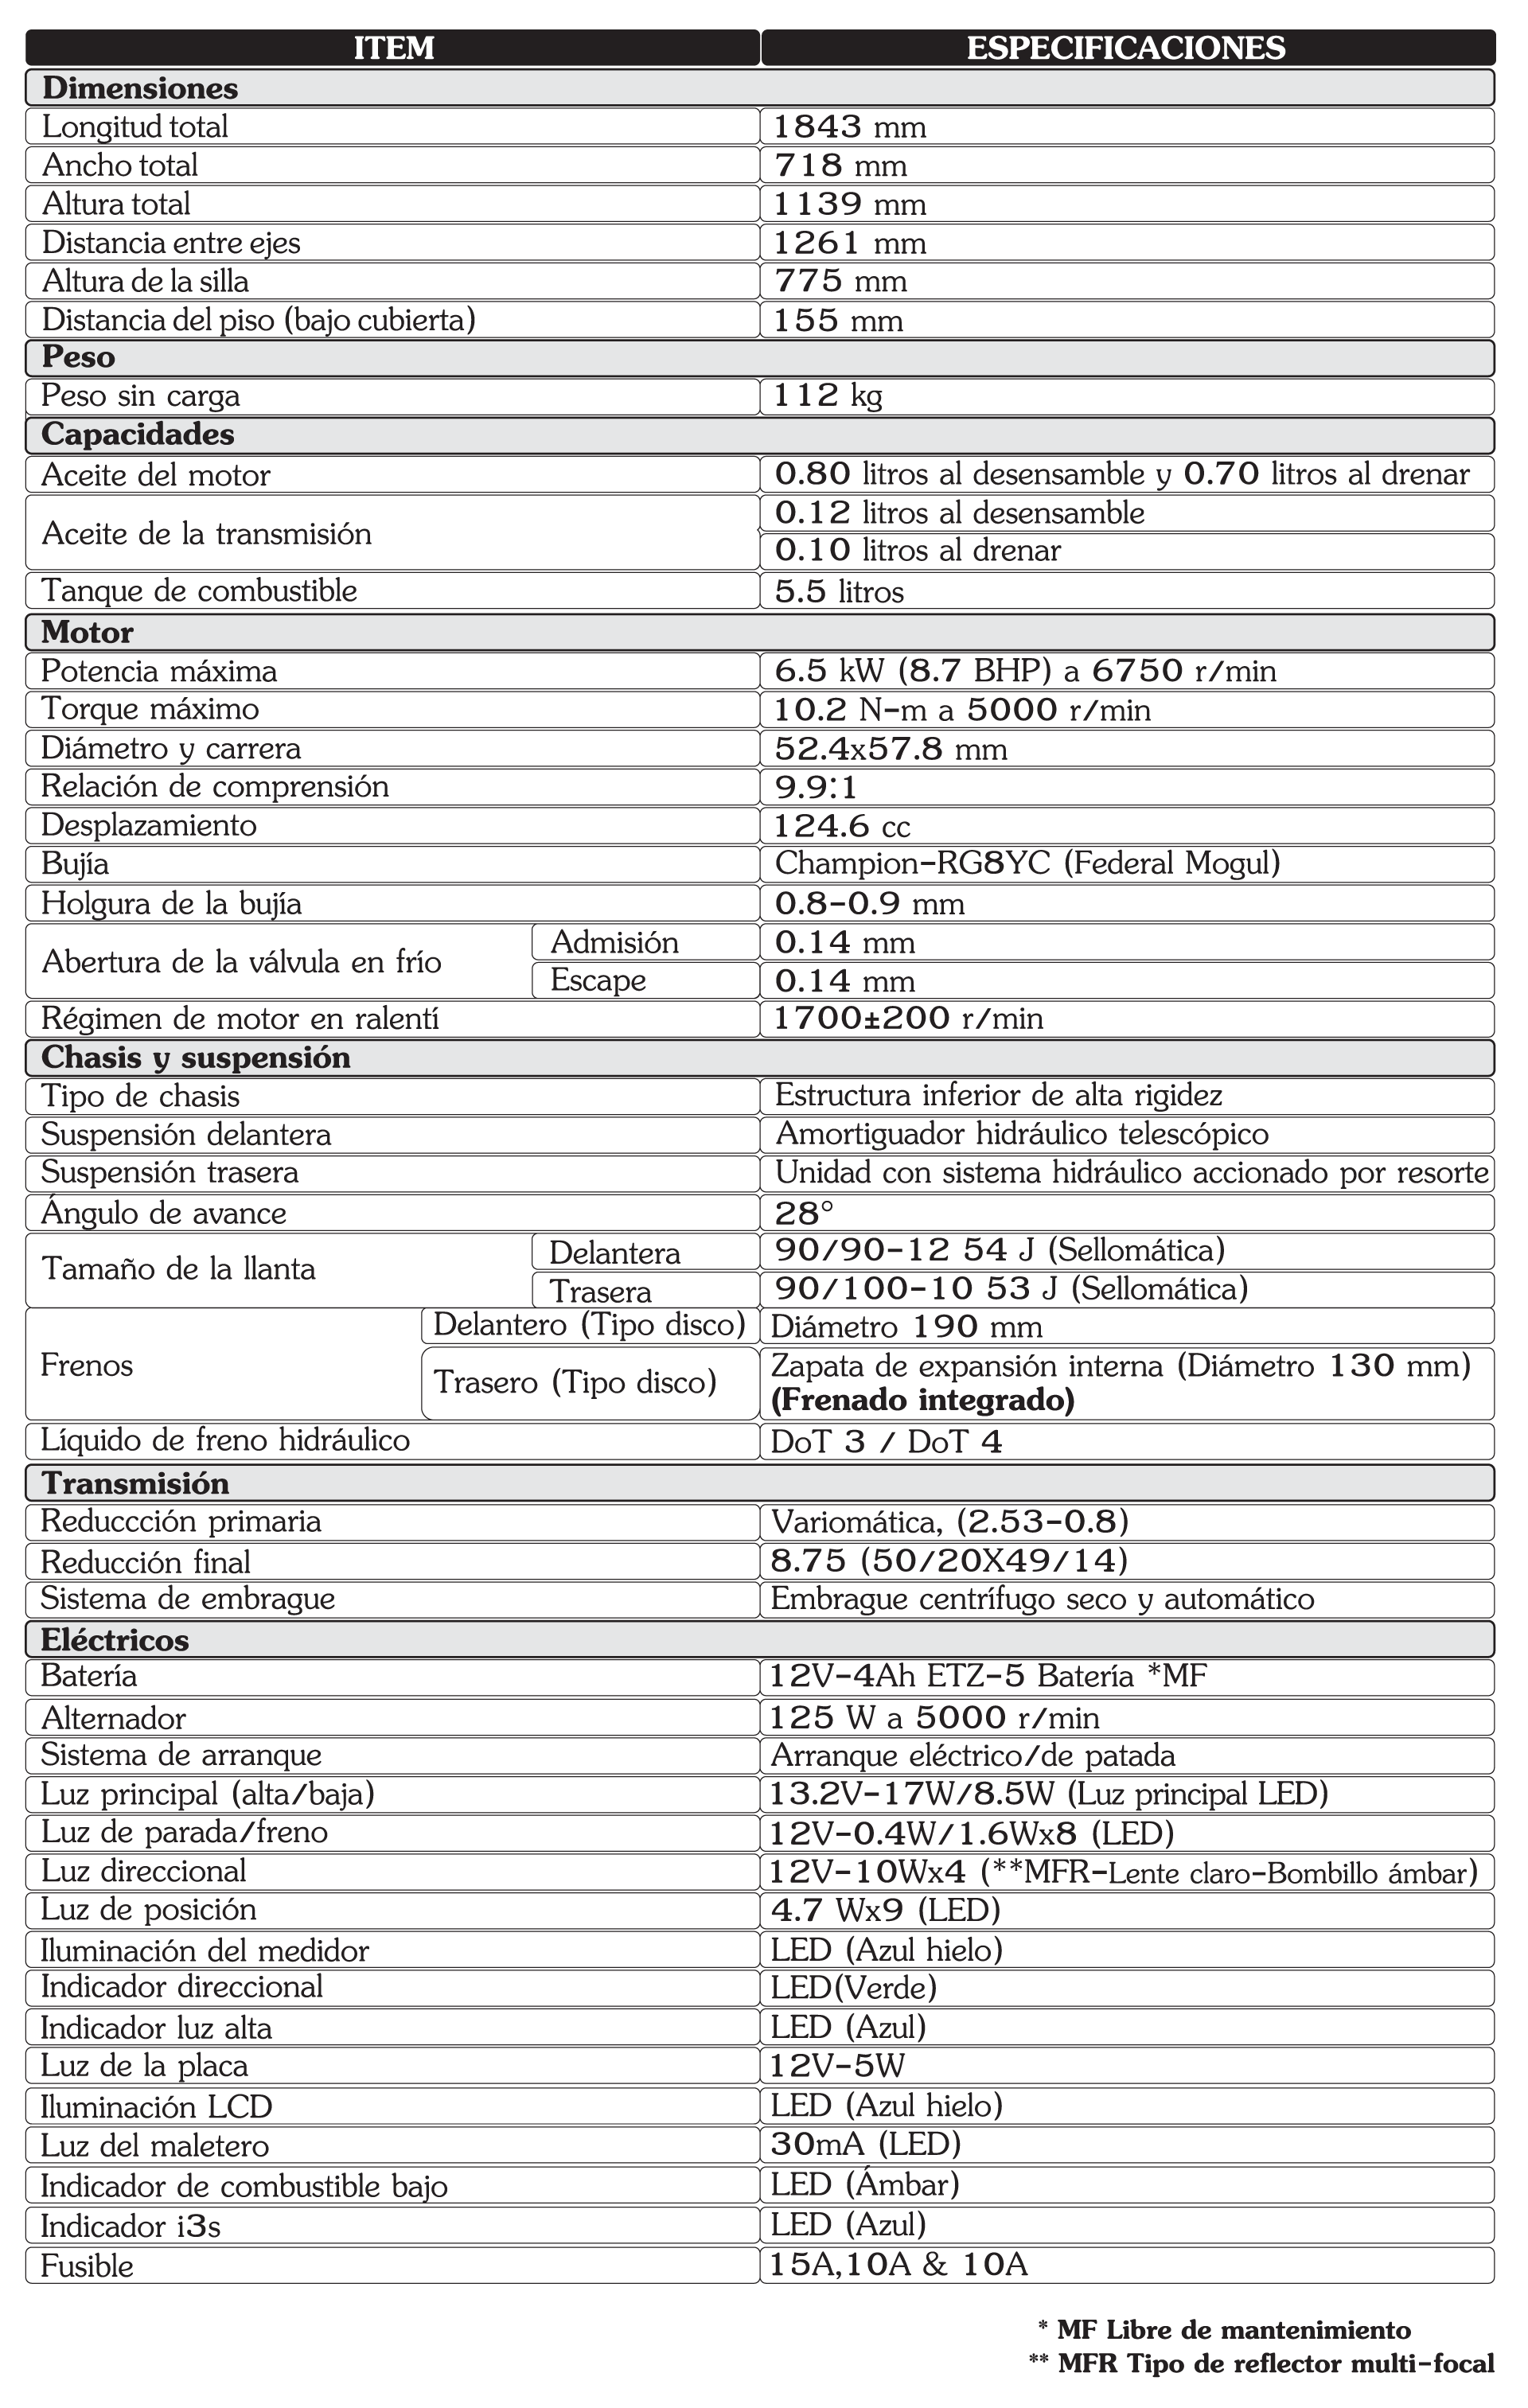 ITEM ESPECIFICACIONES
Dimensiones
Longitud total 1843 mm
Ancho total 718 mm
Altura total 1139 mm
Distancia entre ejes 1261 mm
Altura de la silla 775 mm
Distancia del piso (bajo cubierta) 155 mm
Peso
Peso sin carga 112 kg
Capacidades
Aceite del motor 0.80 litros al desensamble y 0.70 litros al drenar
Aceite de la transmisión 0.12 litros al desensamble
0.10 litros al drenar
Tanque de combustible 5.5 litros
Motor
Potencia máxima 6.5 kW (8.7 BHP) a 6750 r/min
Torque máximo 10.2 N-m a 5000 r/min
Diámetro y carrera 52.4x57.8 mm
Relación de comprensión 9.9:1
Desplazamiento 124.6 cc
Bujía Champion-RG8YC (Federal Mogul)
Holgura de la bujía 0.8-0.9 mm
Abertura de la válvula en frío Admisión 0.14 mm
Escape 0.14 mm
Régimen de motor en ralentí 1700±200 r/min
Chasis y suspensión
Tipo de chasis Estructura inferior de alta rigidez
Suspensión delantera Amortiguador hidráulico telescópico
Suspensión trasera Unidad con sistema hidráulico accionado por resorte
Ángulo de avance 28°
Tamaño de la llanta Delantera 90/90-12 54 J (Sellomática)
Trasera 90/100-10 53 J (Sellomática)
Frenos Delantero (Tipo disco) Diámetro 190 mm
Trasero (Tipo disco) Zapata de expansión interna (Diámetro 130 mm)
(Frenado integrado)
Líquido de freno hidráulico DoT 3 / DoT 4
Transmisión
Reduccción primaria Variomática, (2.53-0.8)
Reducción final 8.75 (50/20X49/14)
Sistema de embrague Embrague centrífugo seco y automático
Eléctricos
Batería 12V-4Ah ETZ-5 Batería *MF
Alternador 125 W a 5000 r/min
Sistema de arranque Arranque eléctrico/de patada
Luz principal (alta/baja) 13.2V-17W/8.5W (Luz principal LED)
Luz de parada/freno 12V-0.4W/1.6Wx8 (LED)
Luz direccional 12V-10Wx4 (**MFR-Lente claro-Bombillo ámbar)
Luz de posición 4.7 Wx9 (LED)
Iluminación del medidor LED (Azul hielo)
Indicador direccional LED(Verde)
Indicador luz alta LED (Azul)
Luz de la placa 12V-5W
Iluminación LCD LED (Azul hielo)
Luz del maletero 30mA (LED)
Indicador de combustible bajo LED (Ámbar)
Indicador i3s LED (Azul)
Fusible 15A,10A & 10A
* MF Libre de mantenimiento
** MFR Tipo de reflector multi-focal